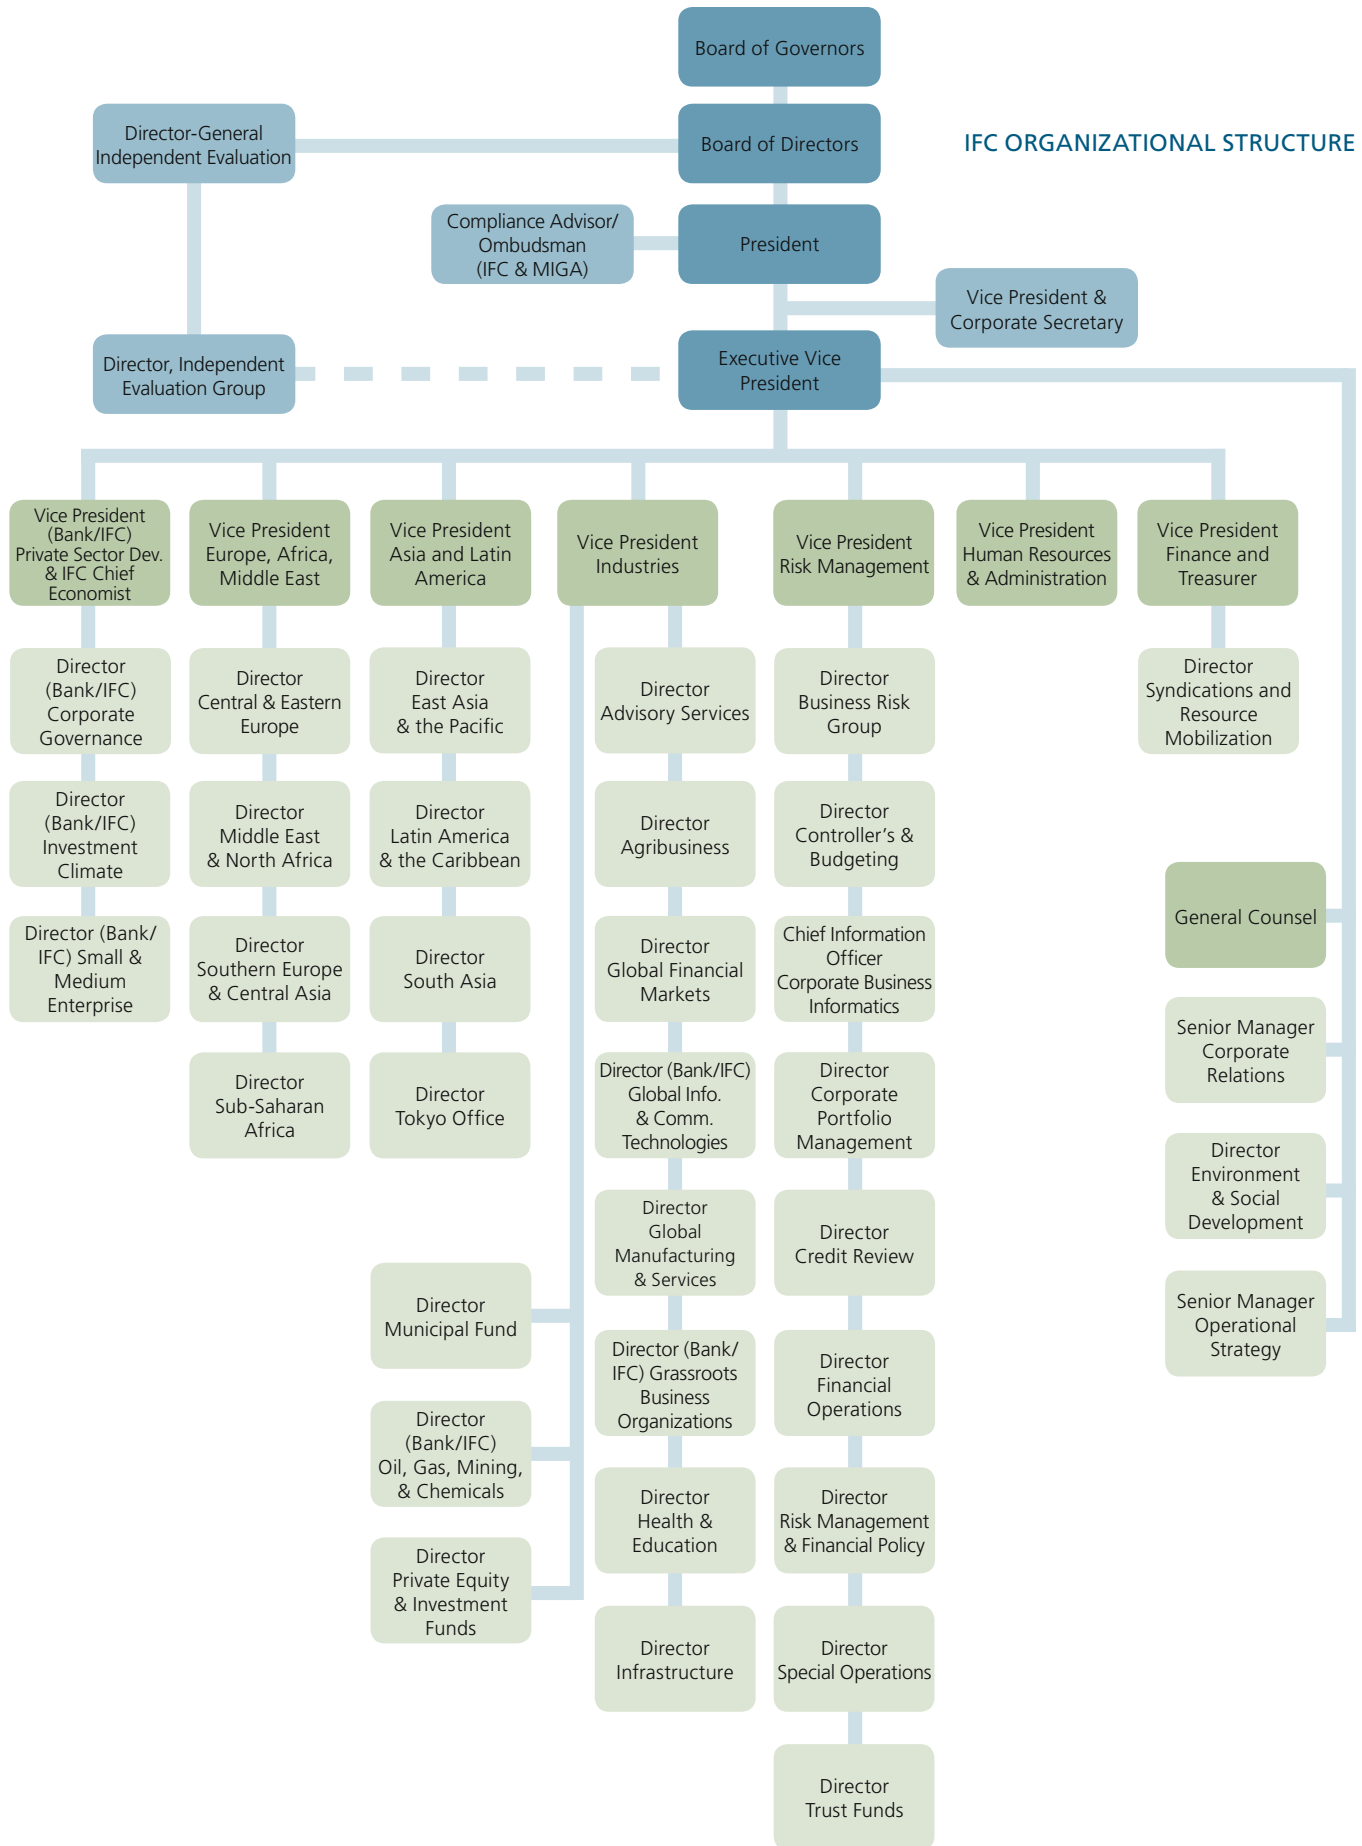 Board of Governors
Director-General
Independent Evaluation
Board of Directors
IFC ORGANIZATIONAL STRUCTURE
Compliance Advisor/
Ombudsman
(IFC & MIGA)
President
Vice President &
Corporate Secretary
Director, Independent
Evaluation Group
Executive Vice
President
Vice President
(Bank/IFC)
Private Sector Dev.
& IFC Chief
Economist
Vice President
Europe, Africa,
Middle East
Vice President
Asia and Latin
America
Vice President
Industries
Vice President
Risk Management
Vice President
Human Resources
& Administration
Vice President
Finance and
Treasurer
Director
(Bank/IFC)
Corporate
Governance
Director
Central & Eastern
Europe
Director
East Asia
& the Pacific
Director
Advisory Services
Director
Business Risk
Group
Director
Syndications and
Resource
Mobilization
Director
(Bank/IFC)
Investment
Climate
Director
Middle East
& North Africa
Director
Latin America
& the Caribbean
Director
Agribusiness
Director
Controller's &
Budgeting
Director (Bank/
IFC) Small &
Medium
Enterprise
Director
Southern Europe
& Central Asia
Director
South Asia
Director
Global Financial
Markets
Chief Information
Officer
Corporate Business
Informatics
General Counsel
Director
Sub-Saharan
Africa
Director
Tokyo Office
Director (Bank/IFC)
Global Info.
& Comm.
Technologies
Director
Corporate
Portfolio
Management
Senior Manager
Corporate
Relations
Director
Global
Manufacturing
& Services
Director
Credit Review
Director
Environment
& Social
Development
Director
Municipal Fund
Director (Bank/
IFC) Grassroots
Business
Organizations
Director
Financial
Operations
Senior Manager
Operational
Strategy
Director
(Bank/IFC)
Oil, Gas, Mining,
& Chemicals
Director
Health &
Education
Director
Risk Management
& Financial Policy
Director
Private Equity
& Investment
Funds
Director
Infrastructure
Director
Special Operations
Director
Trust Funds